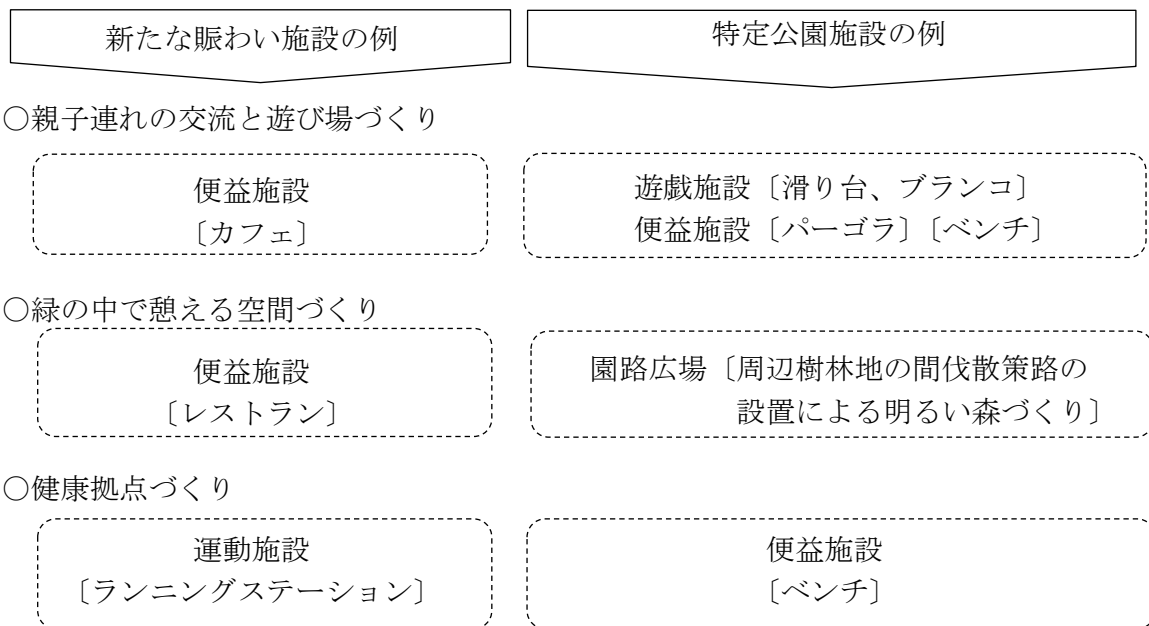 新たな賑わい施設の例
特定公園施設の例
○親子連れの交流と遊び場づくり
便益施設
〔カフェ〕
遊戯施設〔滑り台、ブランコ〕
便益施設〔パーゴラ〕〔ベンチ〕
○緑の中で憩える空間づくり
便益施設
〔レストラン〕
園路広場〔周辺樹林地の間伐散策路の
設置による明るい森づくり〕
○健康拠点づくり
運動施設
〔ランニングステーション〕
便益施設
〔ベンチ〕